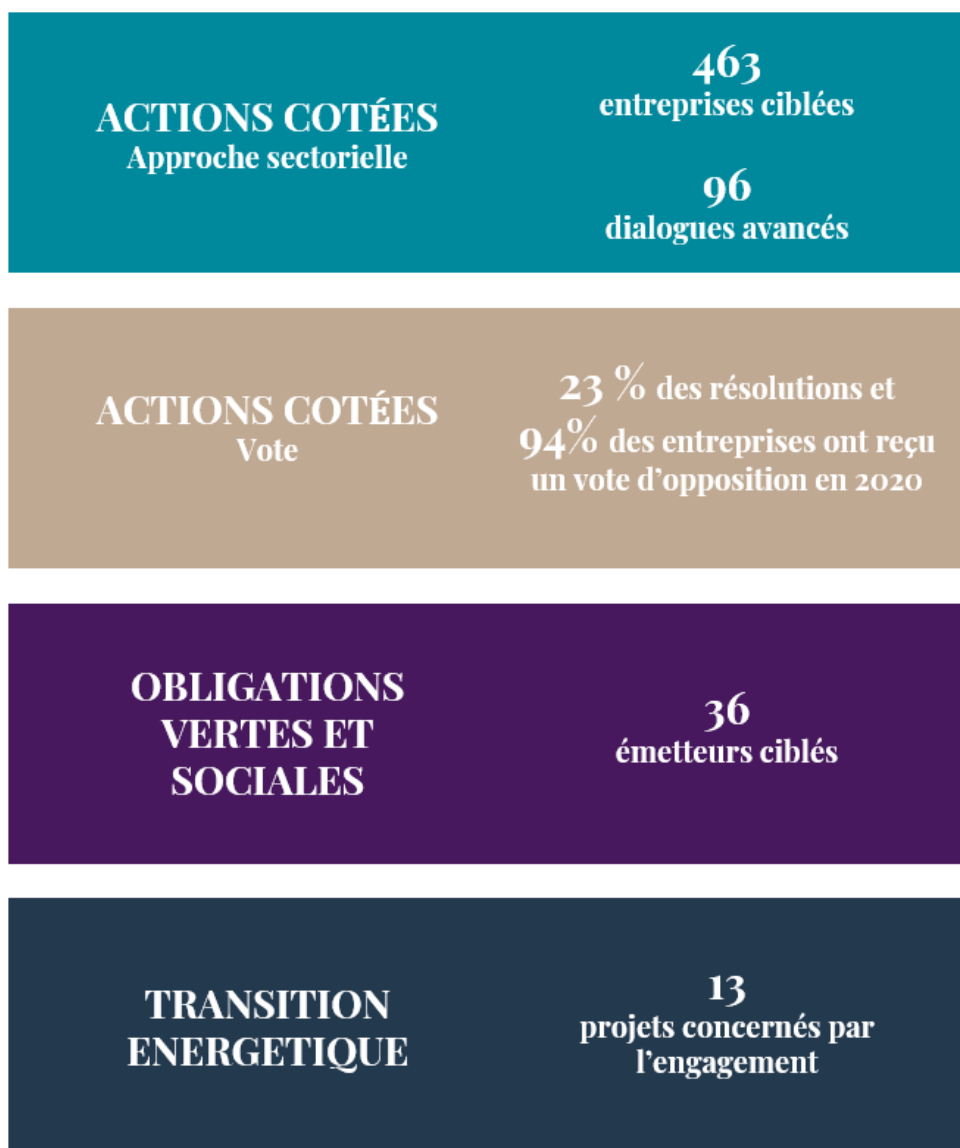 ACTIONS COTÉES
Approche sectorielle
463
entreprises ciblées
96
dialogues avancés
ACTIONS COTÉES
Vote
23 % des résolutions et
94% des entreprises ont reçu
un vote d'opposition en 2020
OBLIGATIONS
VERTES ET
SOCIALES
36
émetteurs ciblés
TRANSITION
ENERGETIQUE
13
projets concernés par
l'engagement